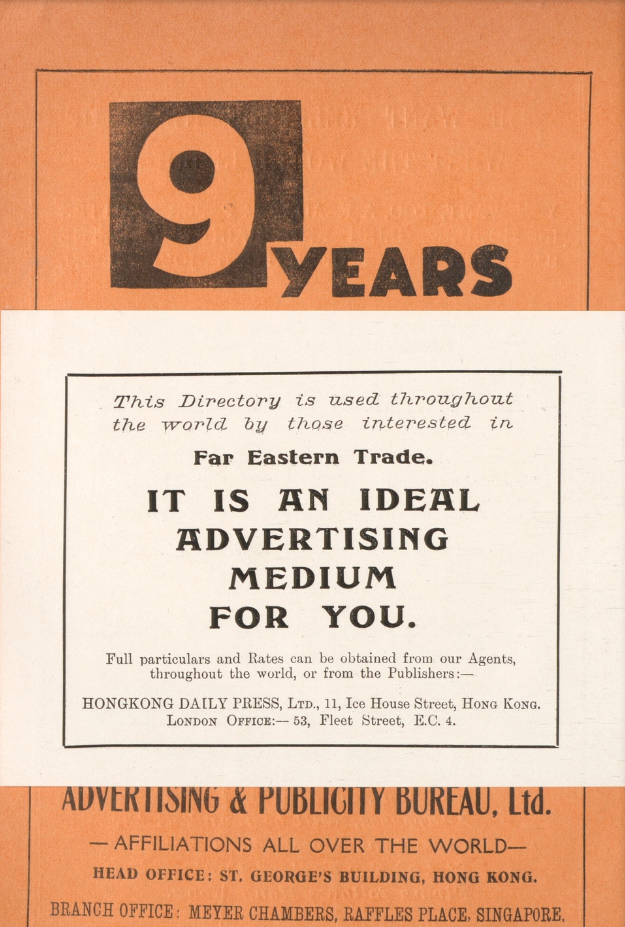 9 YEARS
This Directory is used throughout
the world by those interested in
Far Eastern Trade.
IT IS AN IDEAL
ADVERTISING
MEDIUM
FOR YOU.
Full particulars and Rates can be obtained from our Agents,
throughout the world, or from the Publishers:—
HONGKONG DAILY PRESS, LTD., 11, Ice House Street, HONG KONG.
LONDON OFFICE:— 53, Fleet Street, E.C. 4.
ADVERTISING & PUBLICITY BUREAU, Ltd.
— AFFILIATIONS ALL OVER THE WORLD—
HEAD OFFICE: ST. GEORGE'S BUILDING, HONG KONG.
BRANCH OFFICE: MEYER CHAMBERS, RAFFLES PLACE, SINGAPORE.